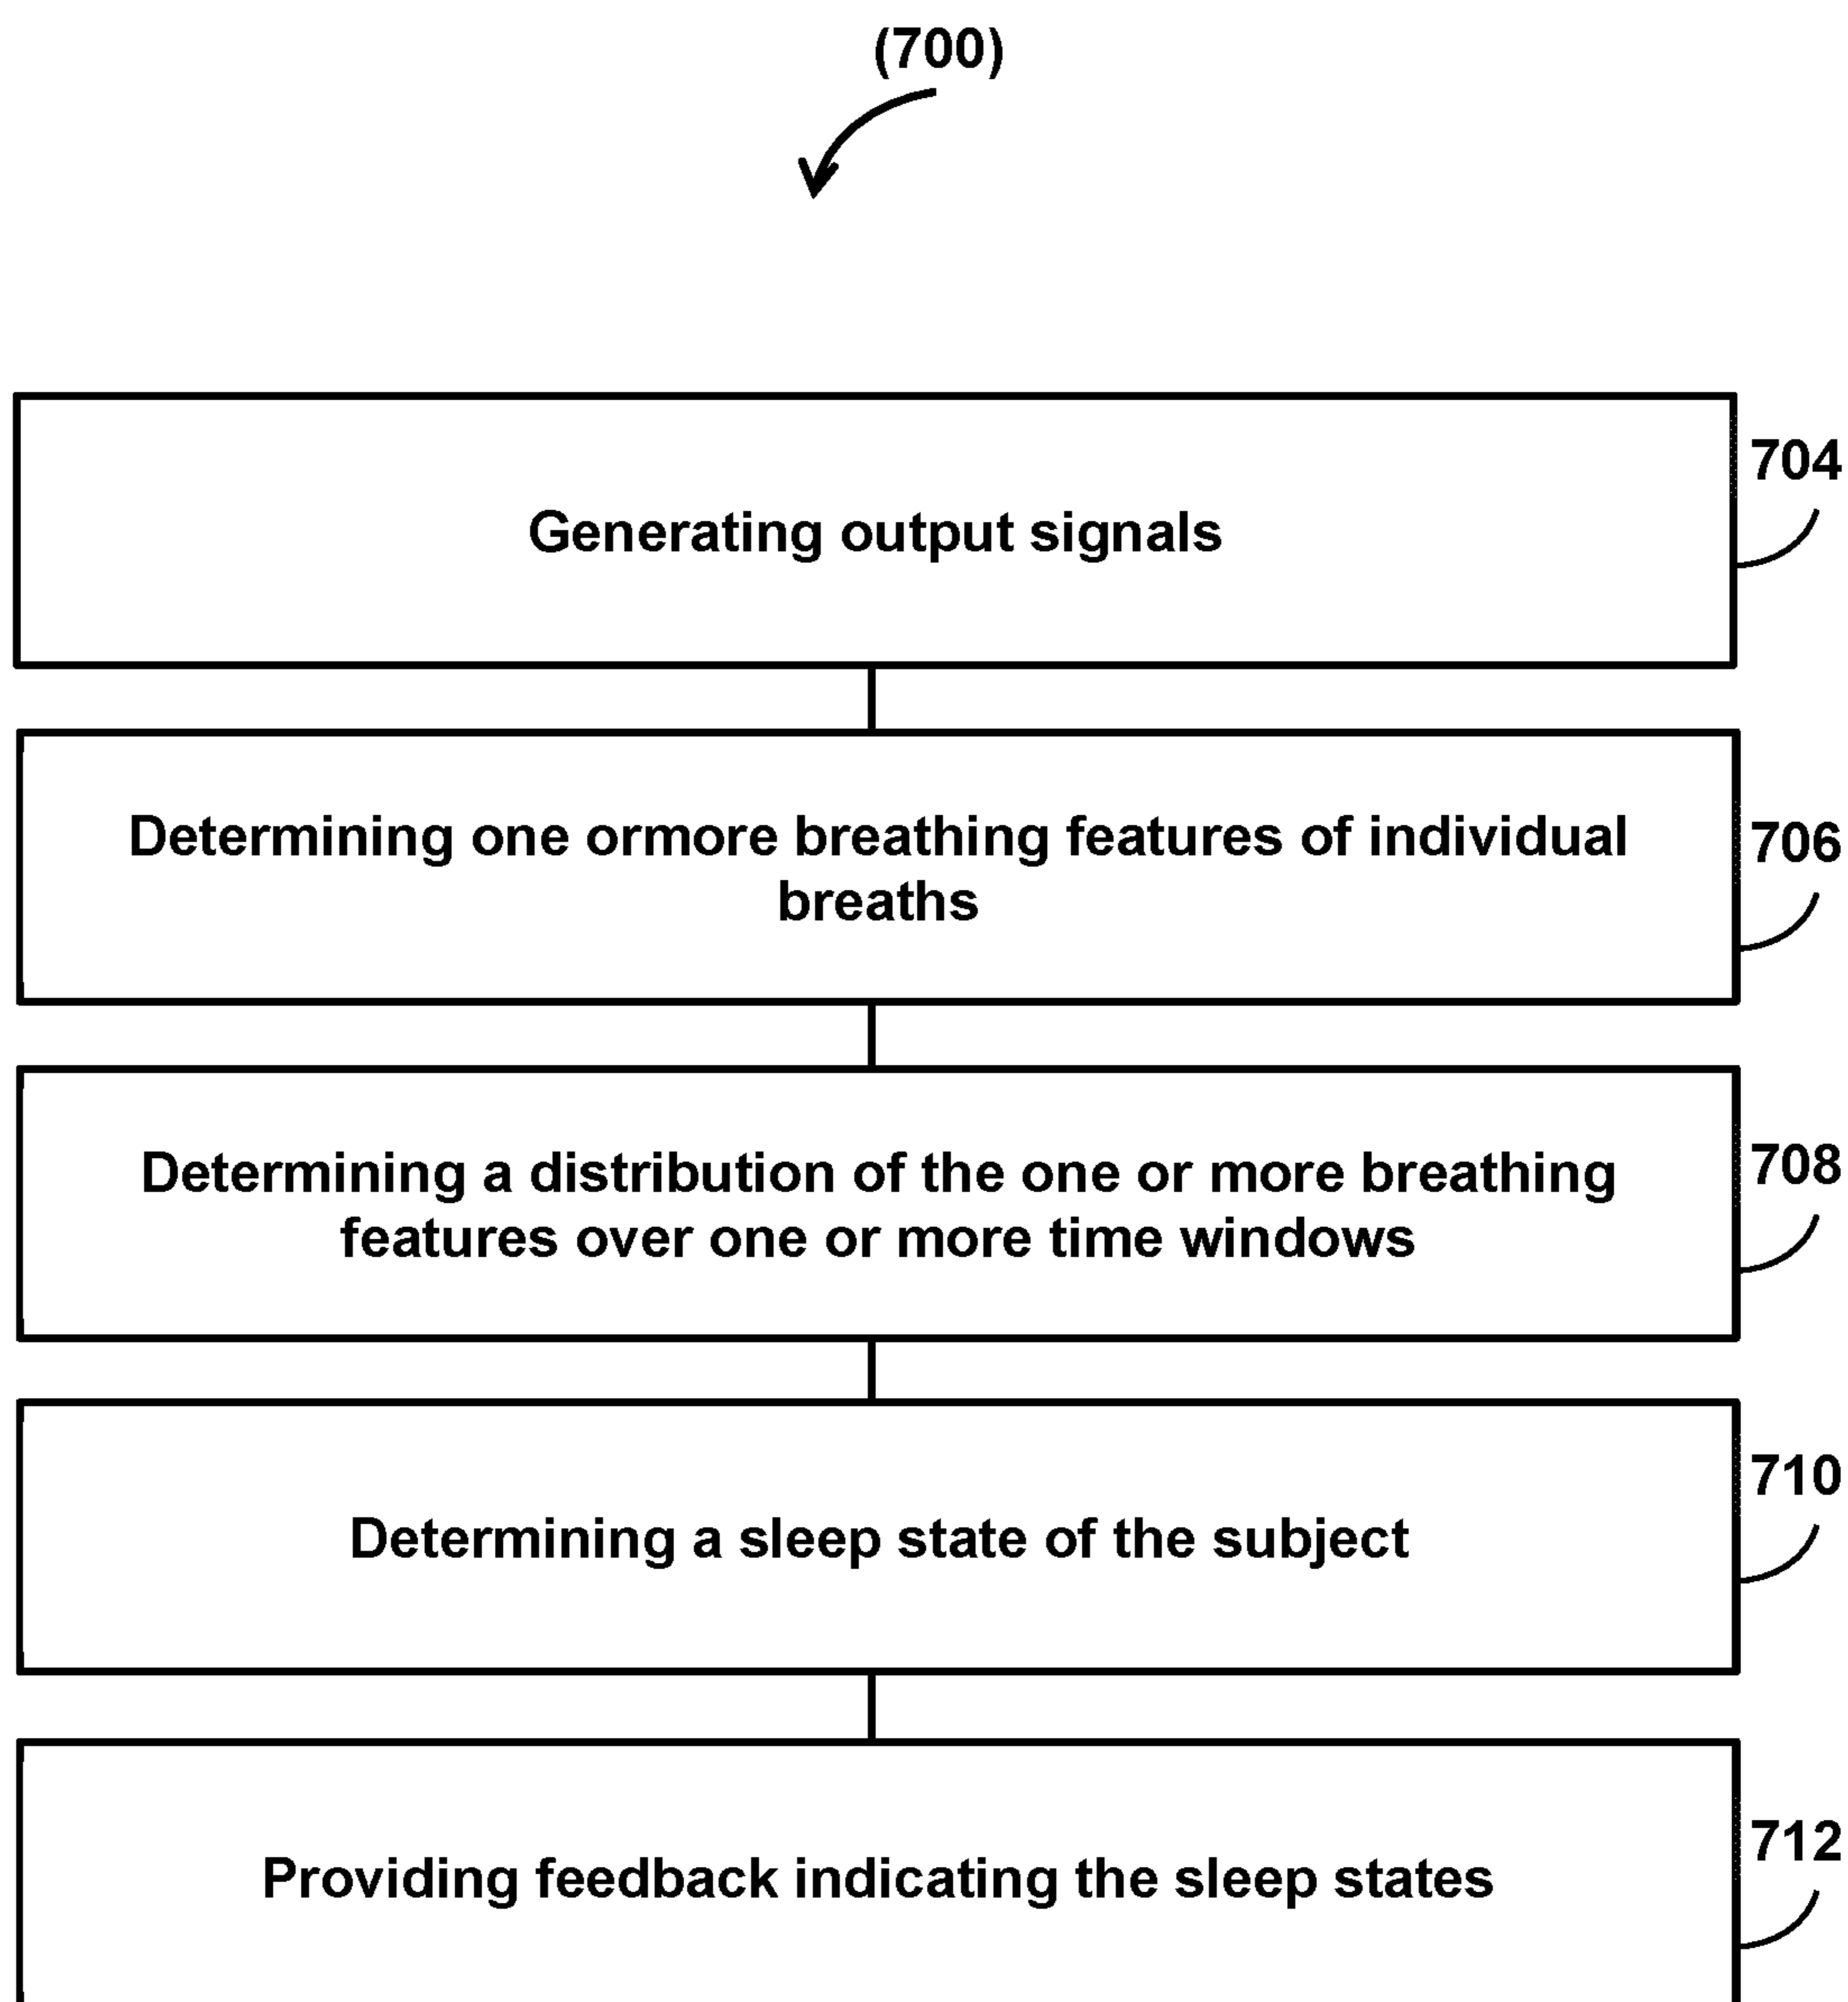 (700)
Generating output signals
704
Determining one ormore breathing features of individual
breaths
706
Determining a distribution of the one or more breathing
features over one or more time windows
708
Determining a sleep state of the subject
710
Providing feedback indicating the sleep states
712